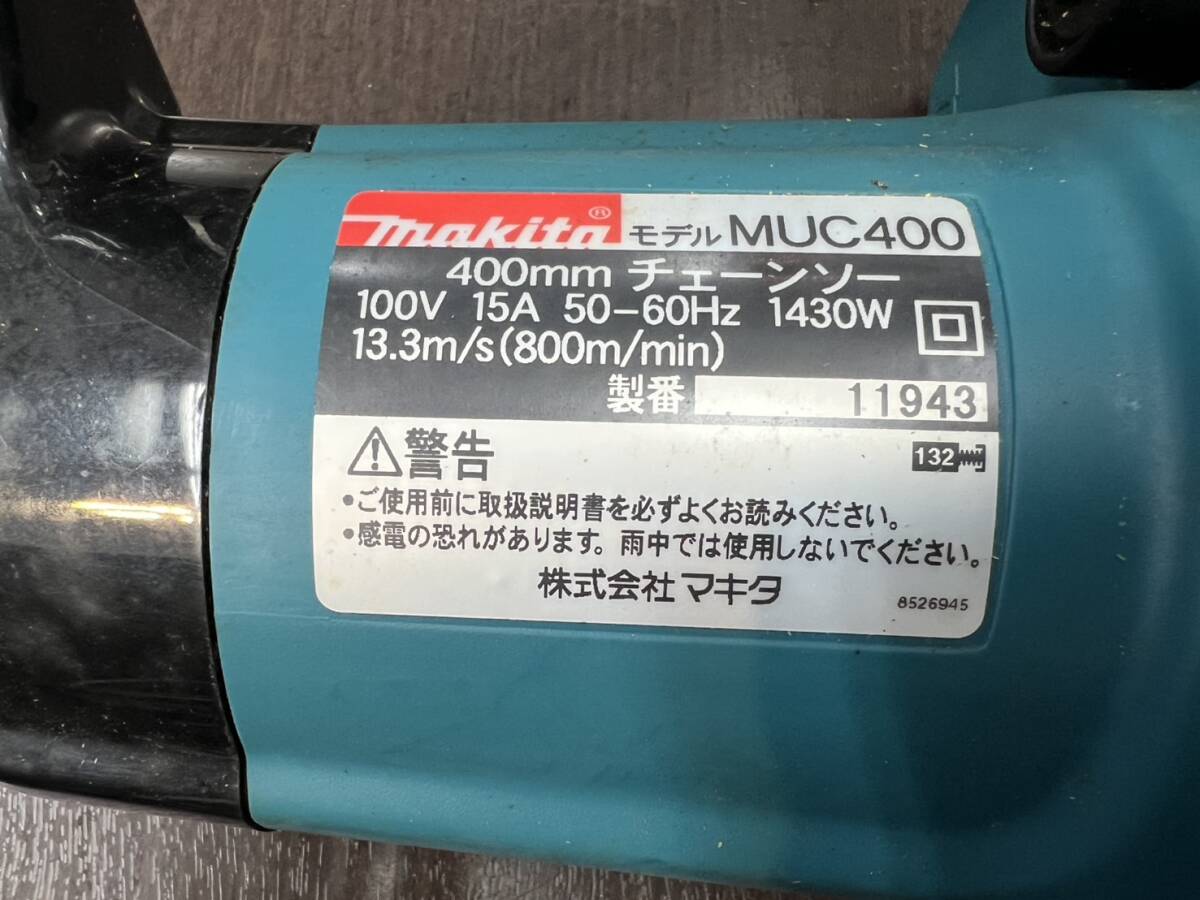 makita® モデル MUC400
400mm チェーンソー
100V 15A 50-60Hz 1430W
13.3m/s(800m/min)
製番 11943
警告 132
•ご使用前に取扱説明書を必ずよくお読みください。
•感電の恐れがあります。雨中では使用しないでください。
株式会社マキタ 8526945